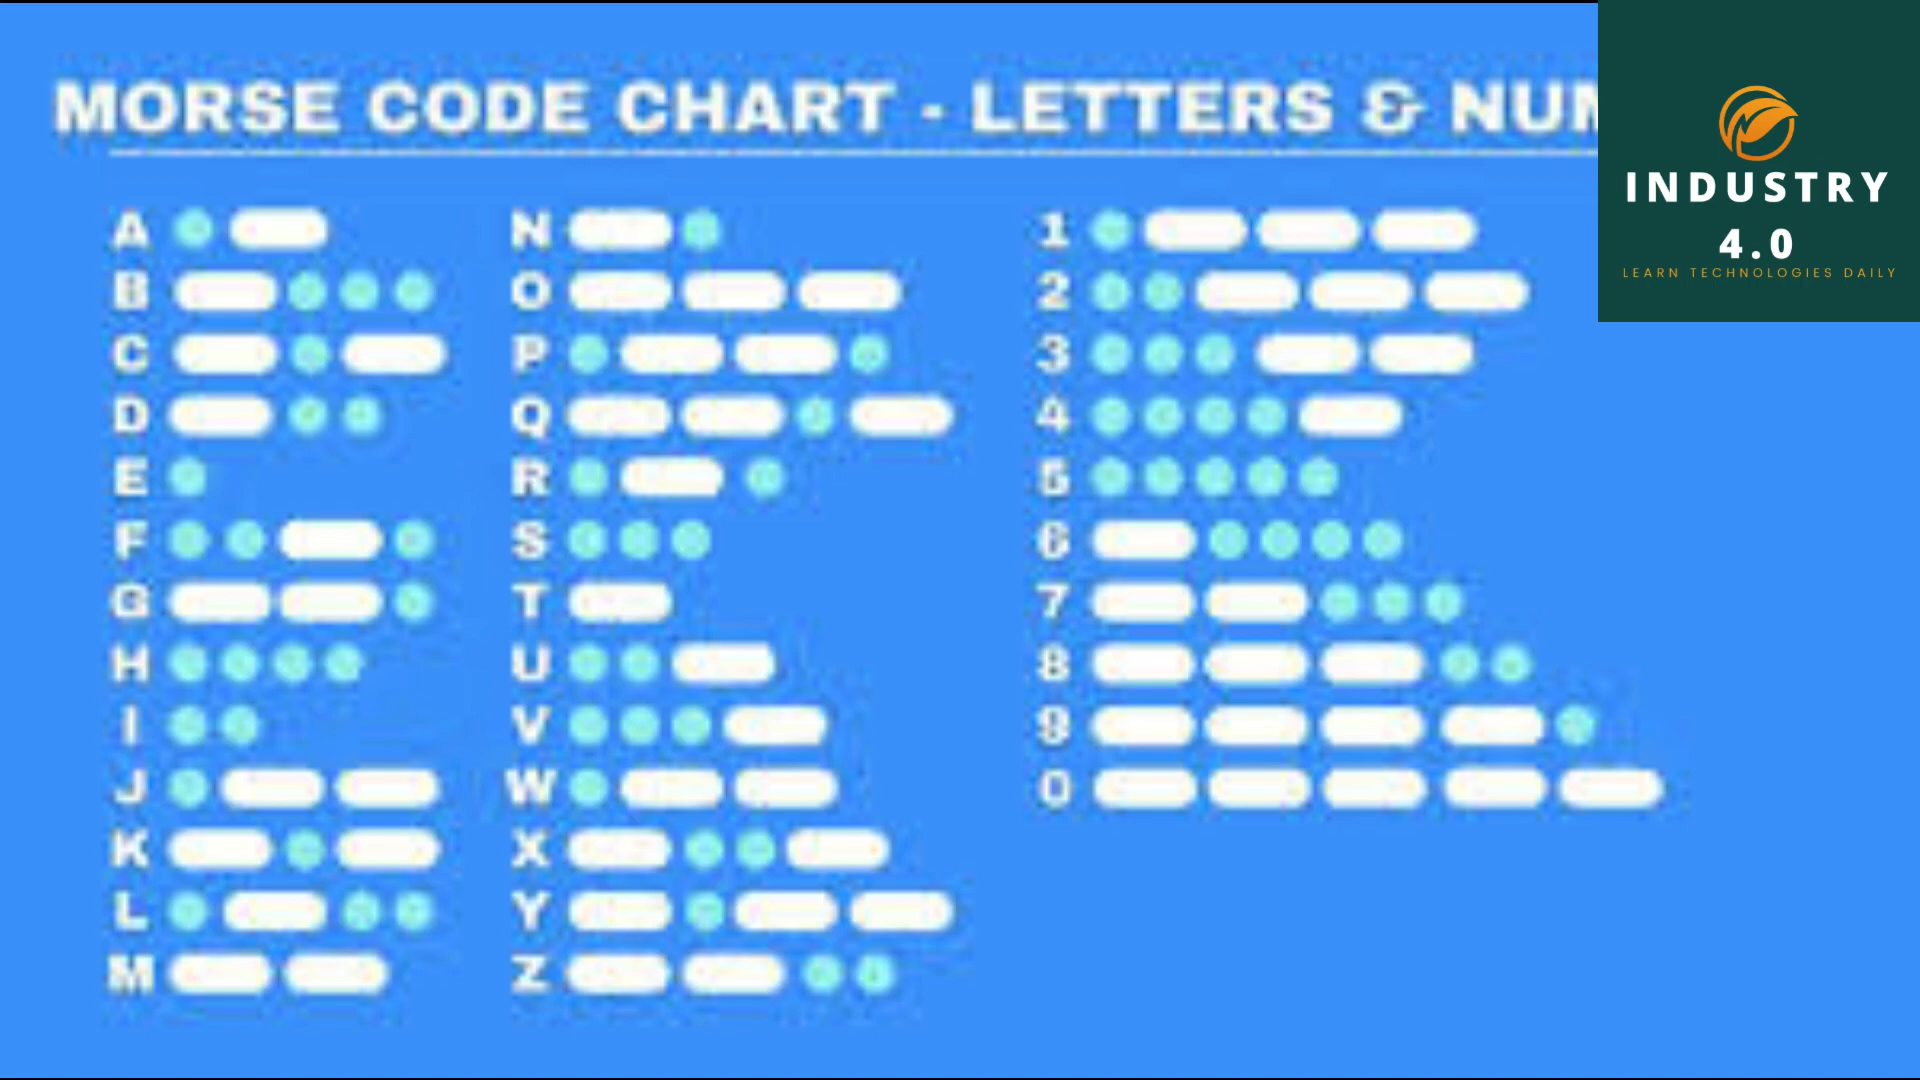 MORSE CODE CHART - LETTERS & NUM
INDUSTRY
4.0
LEARN TECHNOLOGIES DAILY
A
B
C
D
E
F
G
H
I
J
K
L
M
N
O
P
Q
R
S
T
U
V
W
X
Y
Z
1
2
3
4
5
6
7
8
9
0